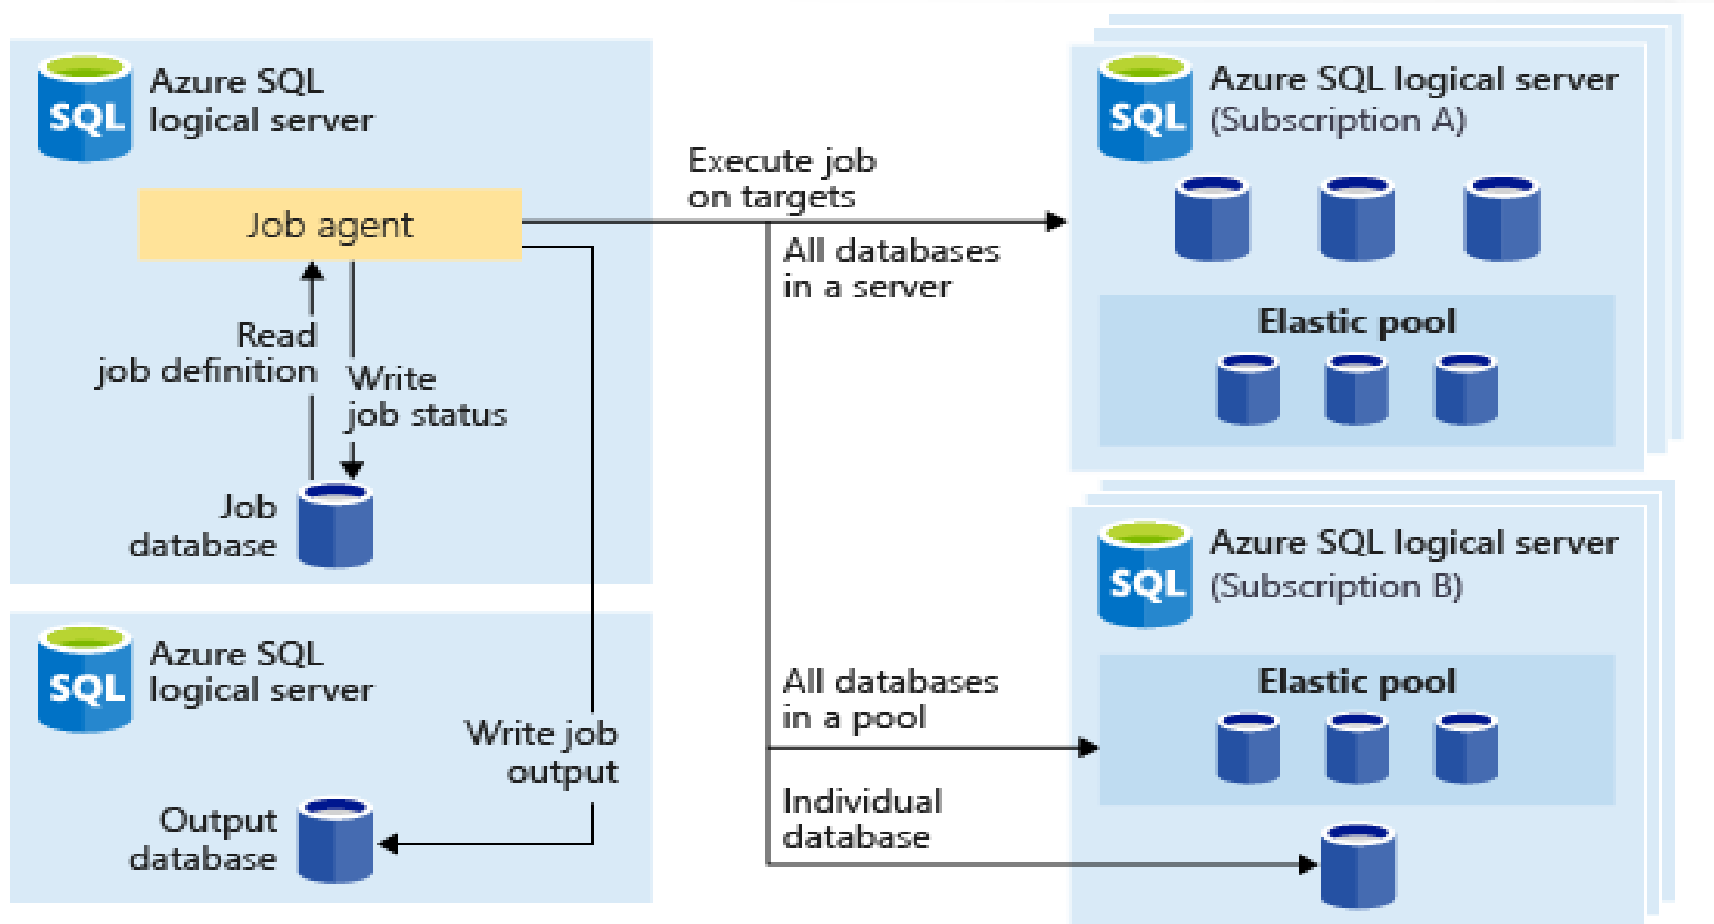 SQL
Azure SQL
logical server
Job agent
Read
job definition
Write
job status
Job
database
SQL
Azure SQL
logical server
Write job
output
Output
database
Execute job
on targets
All databases
in a server
All databases
in a pool
Individual
database
SQL
Azure SQL logical server
(Subscription A)
Elastic pool
SQL
Azure SQL logical server
(Subscription B)
Elastic pool